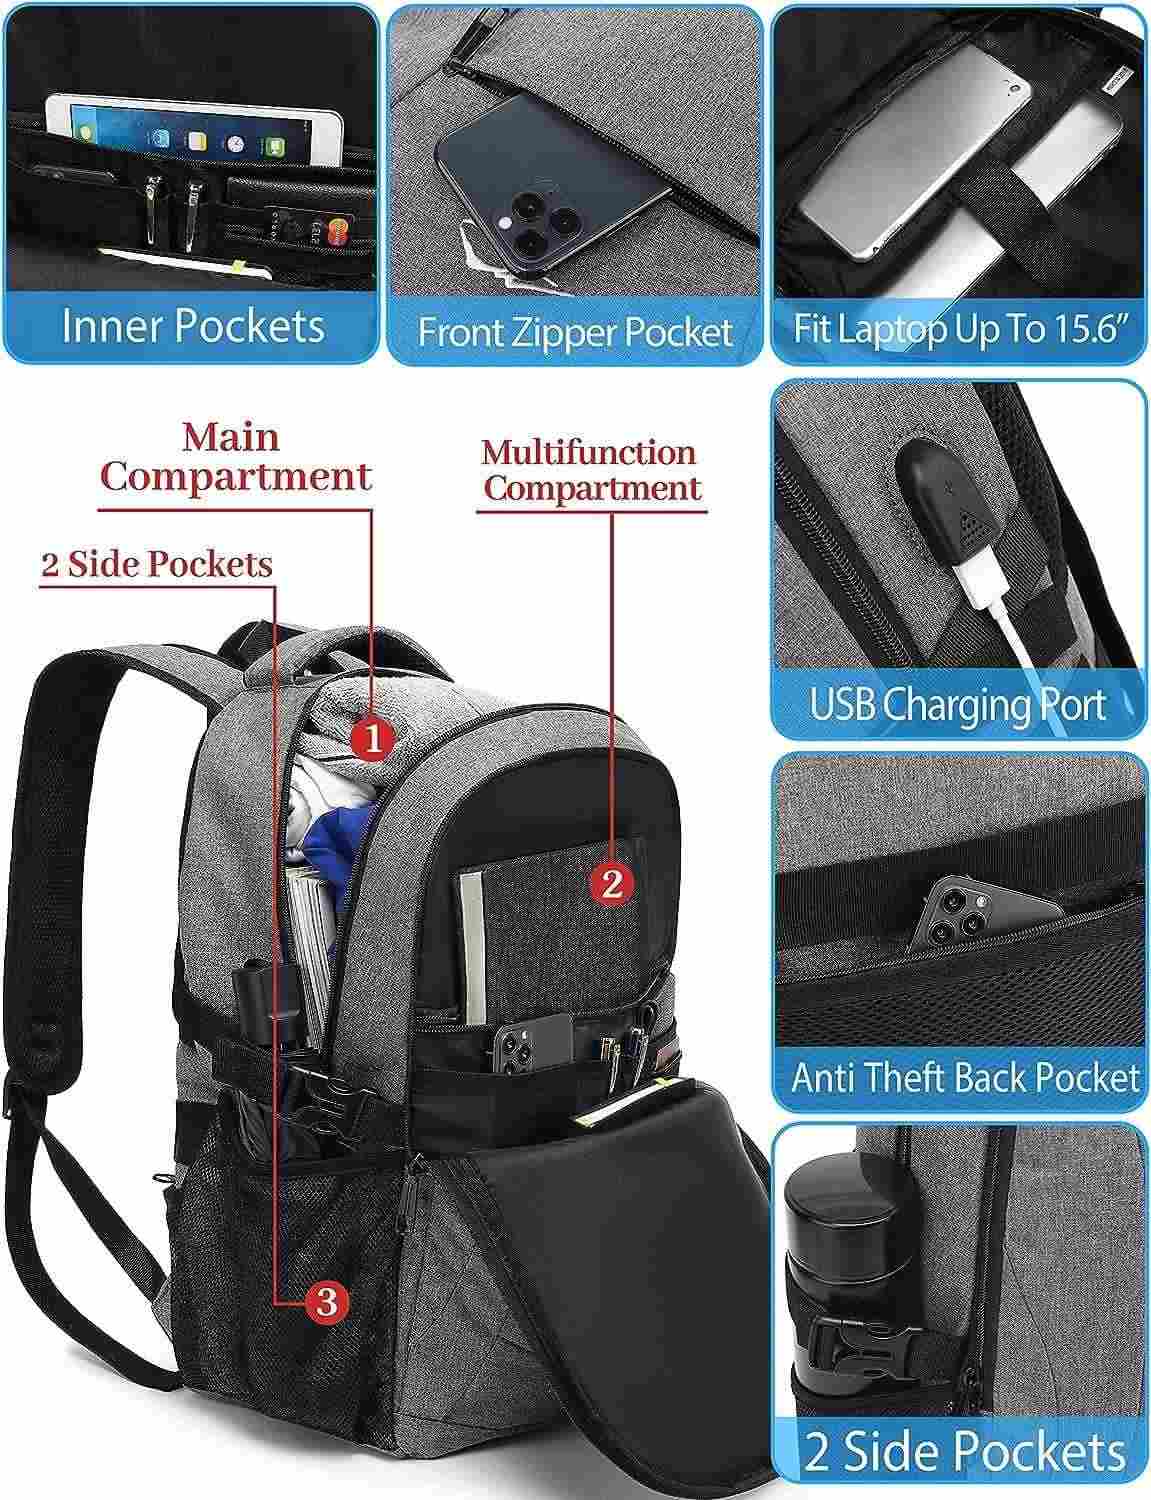 Inner Pockets
Front Zipper Pocket
Fit Laptop Up To 15.6”
Main
Compartment
Multifunction
Compartment
2 Side Pockets
1
2
3
USB Charging Port
Anti Theft Back Pocket
2 Side Pockets